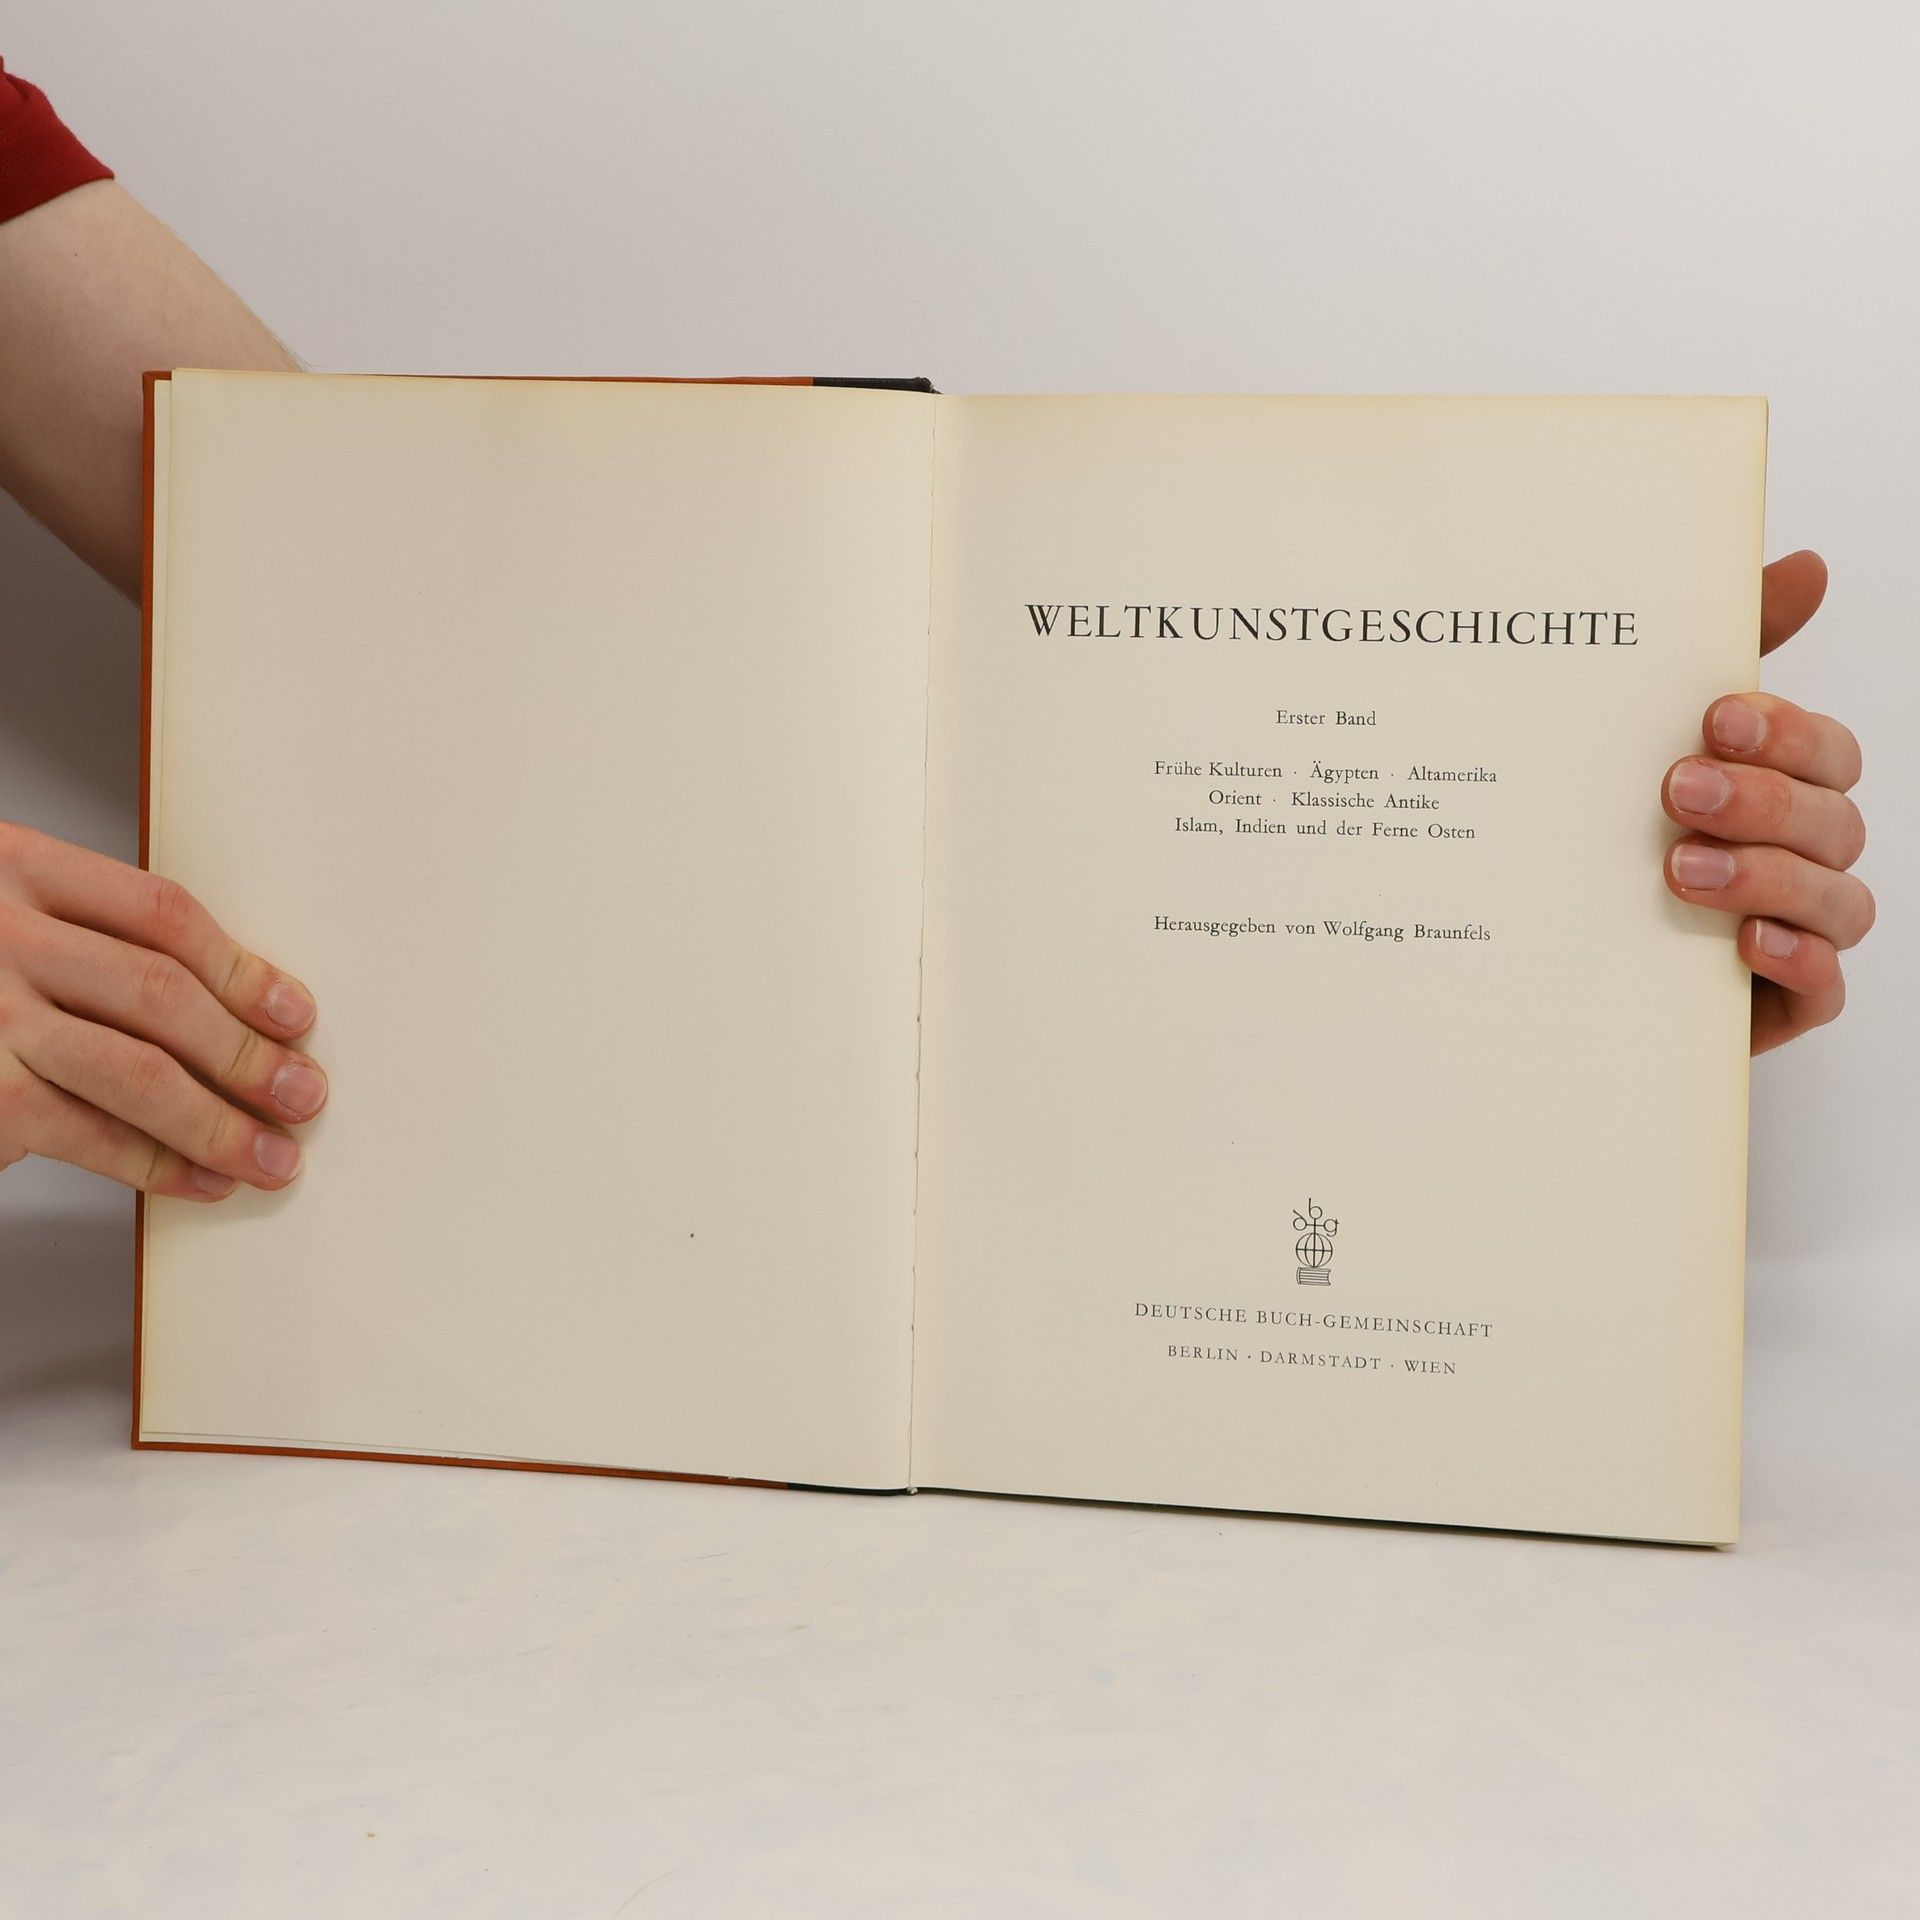 WELTKUNSTGESCHICHTE
Erster Band
Frühe Kulturen · Ägypten · Altamerika
Orient · Klassische Antike
Islam, Indien und der Ferne Osten
Herausgegeben von Wolfgang Braunfels
dbg
DEUTSCHE BUCH-GEMEINSCHAFT
BERLIN · DARMSTADT · WIEN